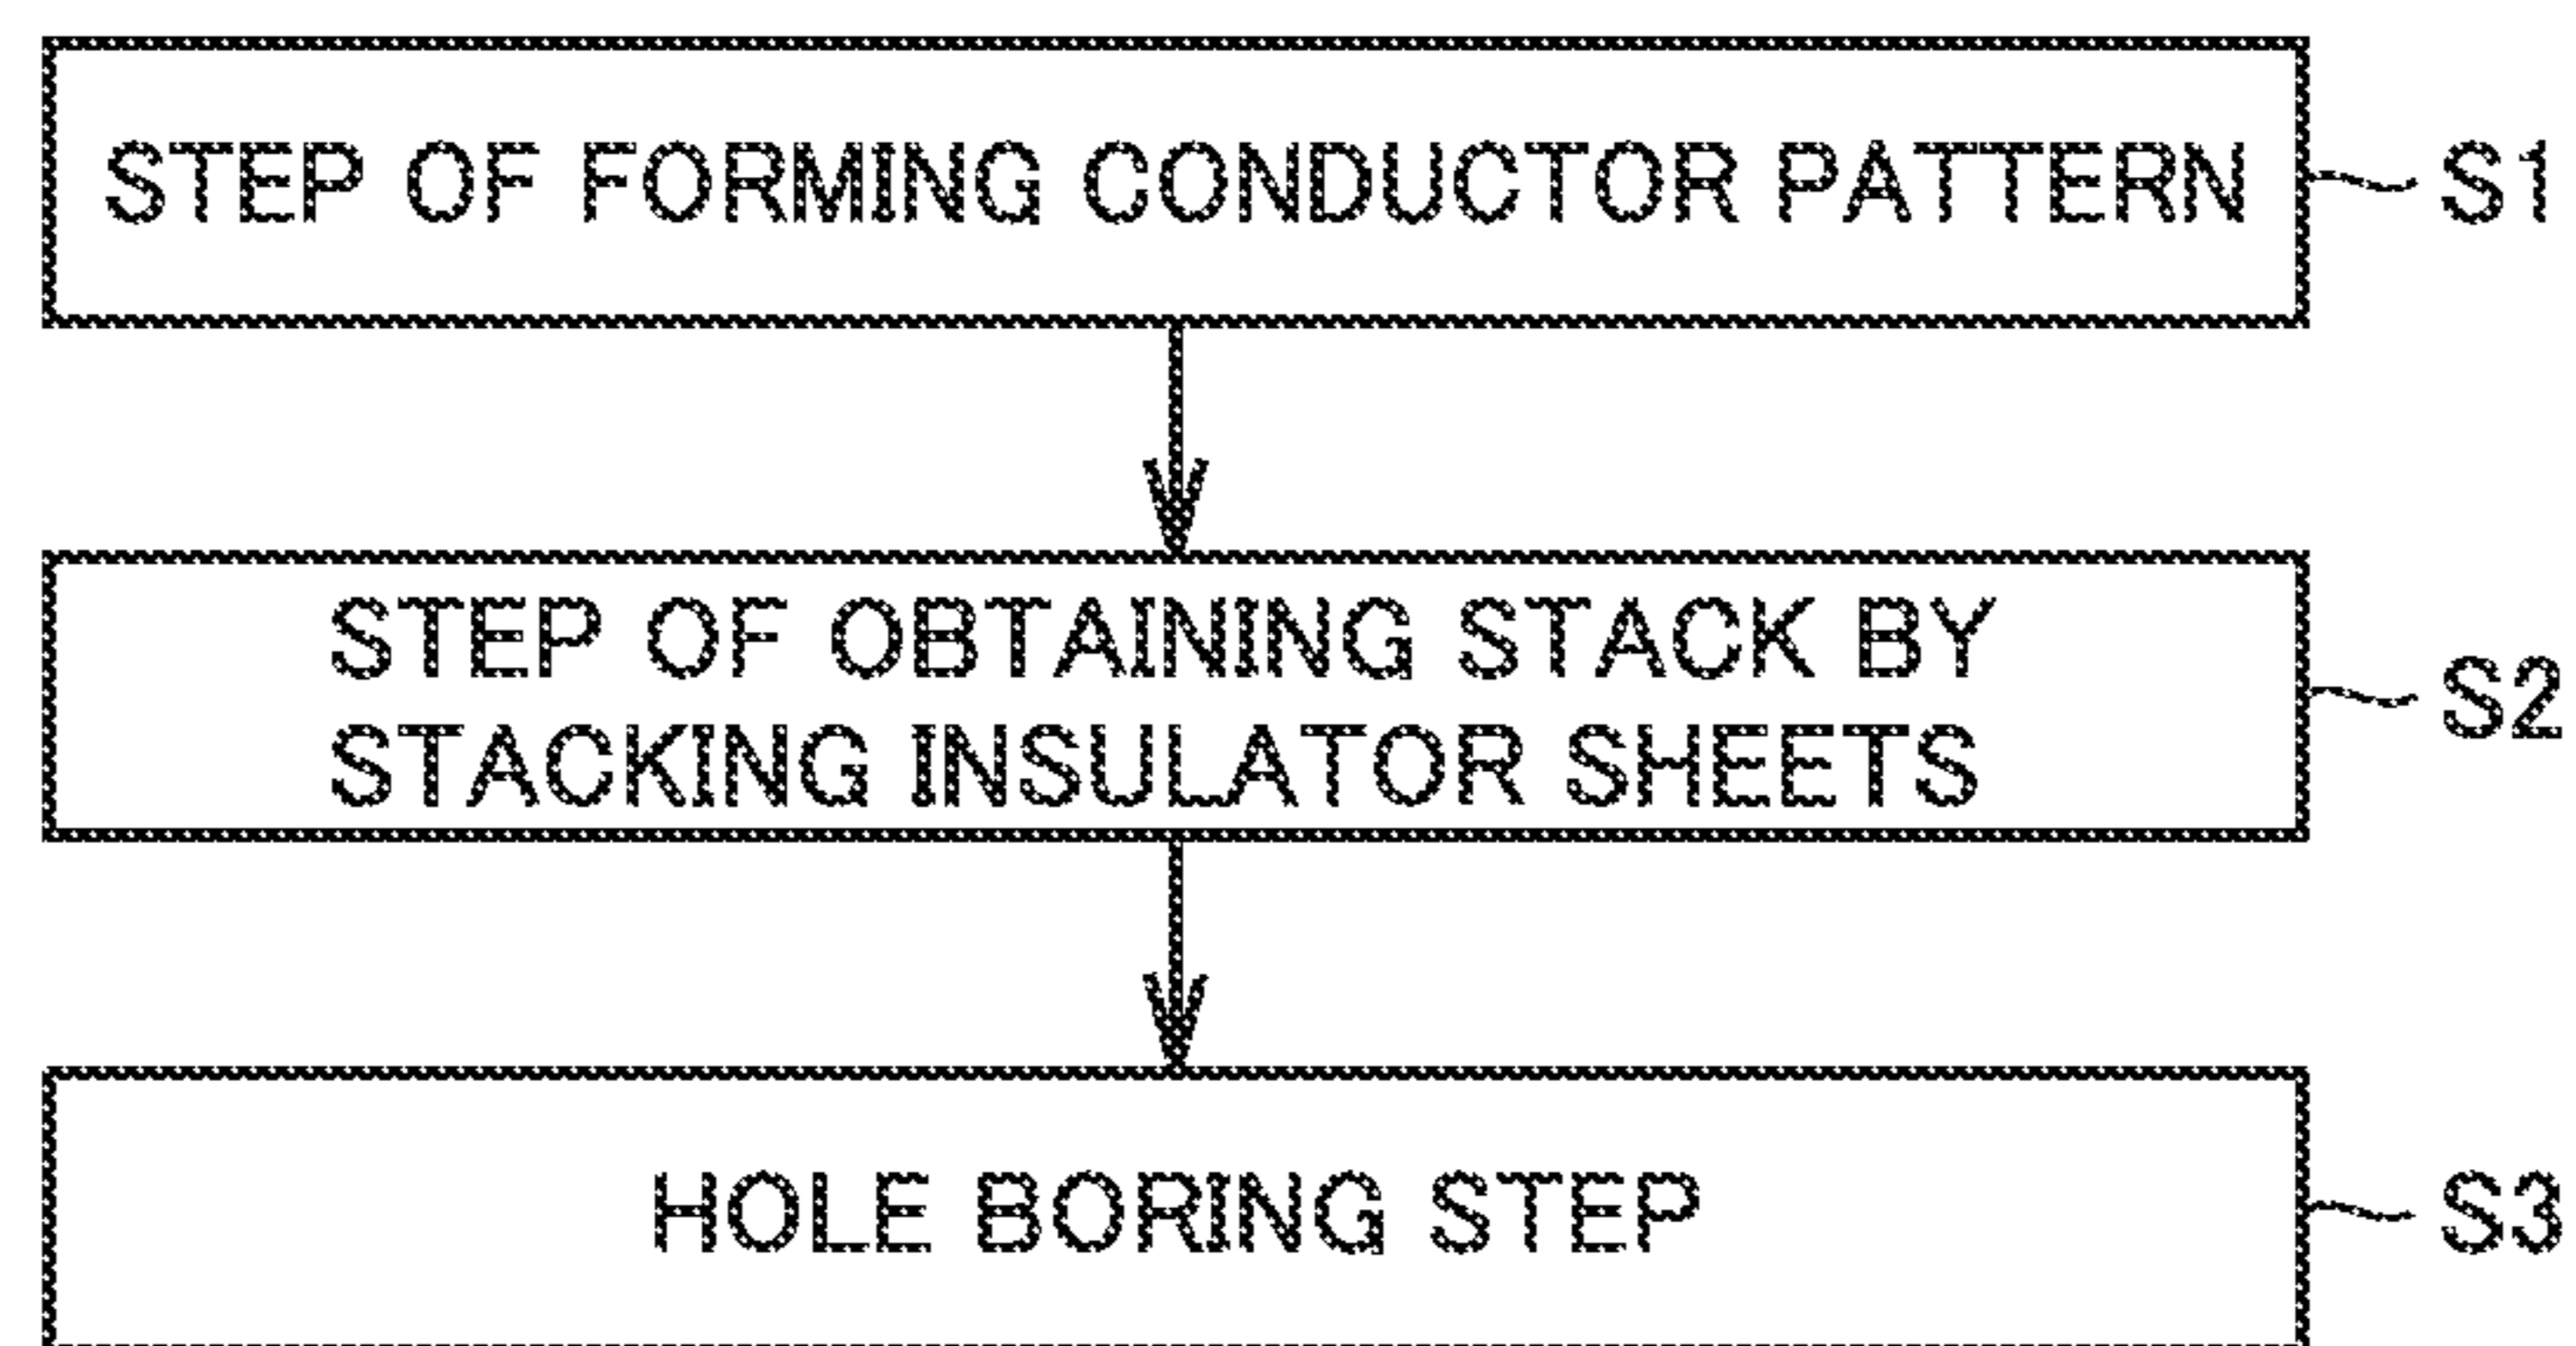 STEP OF FORMING CONDUCTOR PATTERN
S1
STEP OF OBTAINING STACK BY
STACKING INSULATOR SHEETS
S2
HOLE BORING STEP
S3